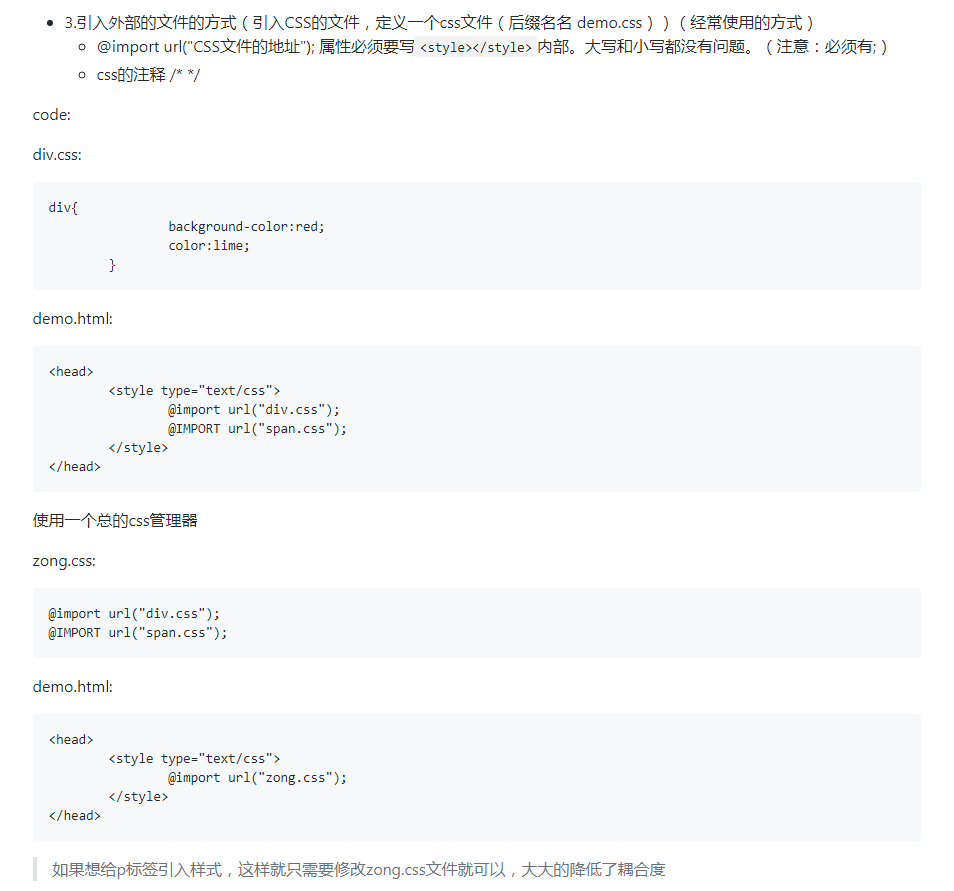 3.引入外部的文件的方式（引入CSS的文件，定义一个css文件（后缀名名 demo.css））（经常使用的方式）
@import url("CSS文件的地址"); 属性必须要写 <style></style> 内部。大写和小写都没有问题。（注意：必须有;）
css的注释 /* */
code:
div.css:
div{
background-color:red;
color:lime;
}
demo.html:
<head>
<style type="text/css">
@import url("div.css");
@IMPORT url("span.css");
</style>
</head>
使用一个总的css管理器
zong.css:
@import url("div.css");
@IMPORT url("span.css");
demo.html:
<head>
<style type="text/css">
@import url("zong.css");
</style>
</head>
如果想给p标签引入样式，这样就只需要修改zong.css文件就可以，大大的降低了耦合度